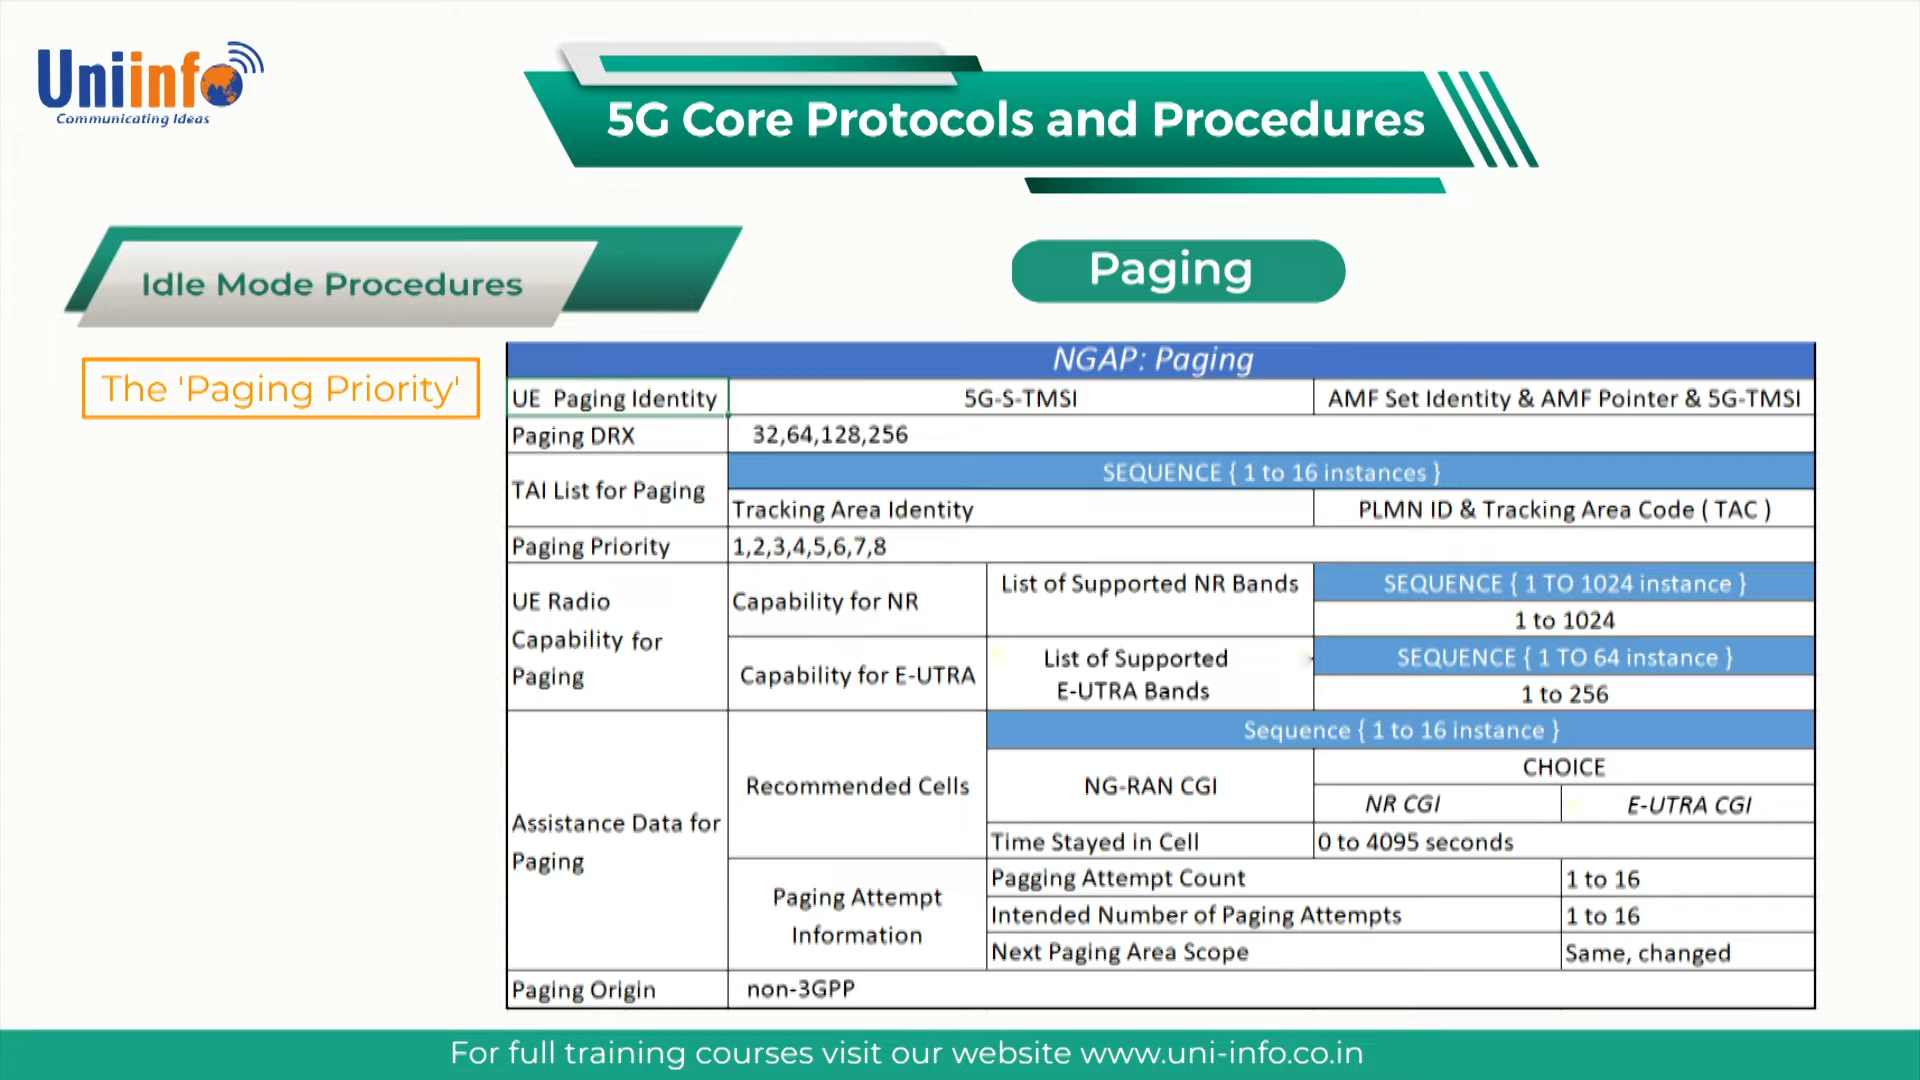 Uniinfo
Communicating Ideas
5G Core Protocols and Procedures
Idle Mode Procedures
Paging
The 'Paging Priority'
NGAP: Paging
UE Paging Identity 5G-S-TMSI AMF Set Identity & AMF Pointer & 5G-TMSI
Paging DRX 32,64,128,256
TAI List for Paging
SEQUENCE { 1 to 16 instances }
Tracking Area Identity PLMN ID & Tracking Area Code ( TAC )
Paging Priority 1,2,3,4,5,6,7,8
UE Radio
Capability for
Paging
Capability for NR
List of Supported NR Bands
SEQUENCE { 1 TO 1024 instance }
1 to 1024
Capability for E-UTRA
List of Supported
E-UTRA Bands
SEQUENCE { 1 TO 64 instance }
1 to 256
Assistance Data for
Paging
Recommended Cells
Sequence { 1 to 16 instance }
NG-RAN CGI
CHOICE
NR CGI E-UTRA CGI
Time Stayed in Cell 0 to 4095 seconds
Paging Attempt
Information
Pagging Attempt Count 1 to 16
Intended Number of Paging Attempts 1 to 16
Next Paging Area Scope Same, changed
Paging Origin non-3GPP
For full training courses visit our website www.uni-info.co.in